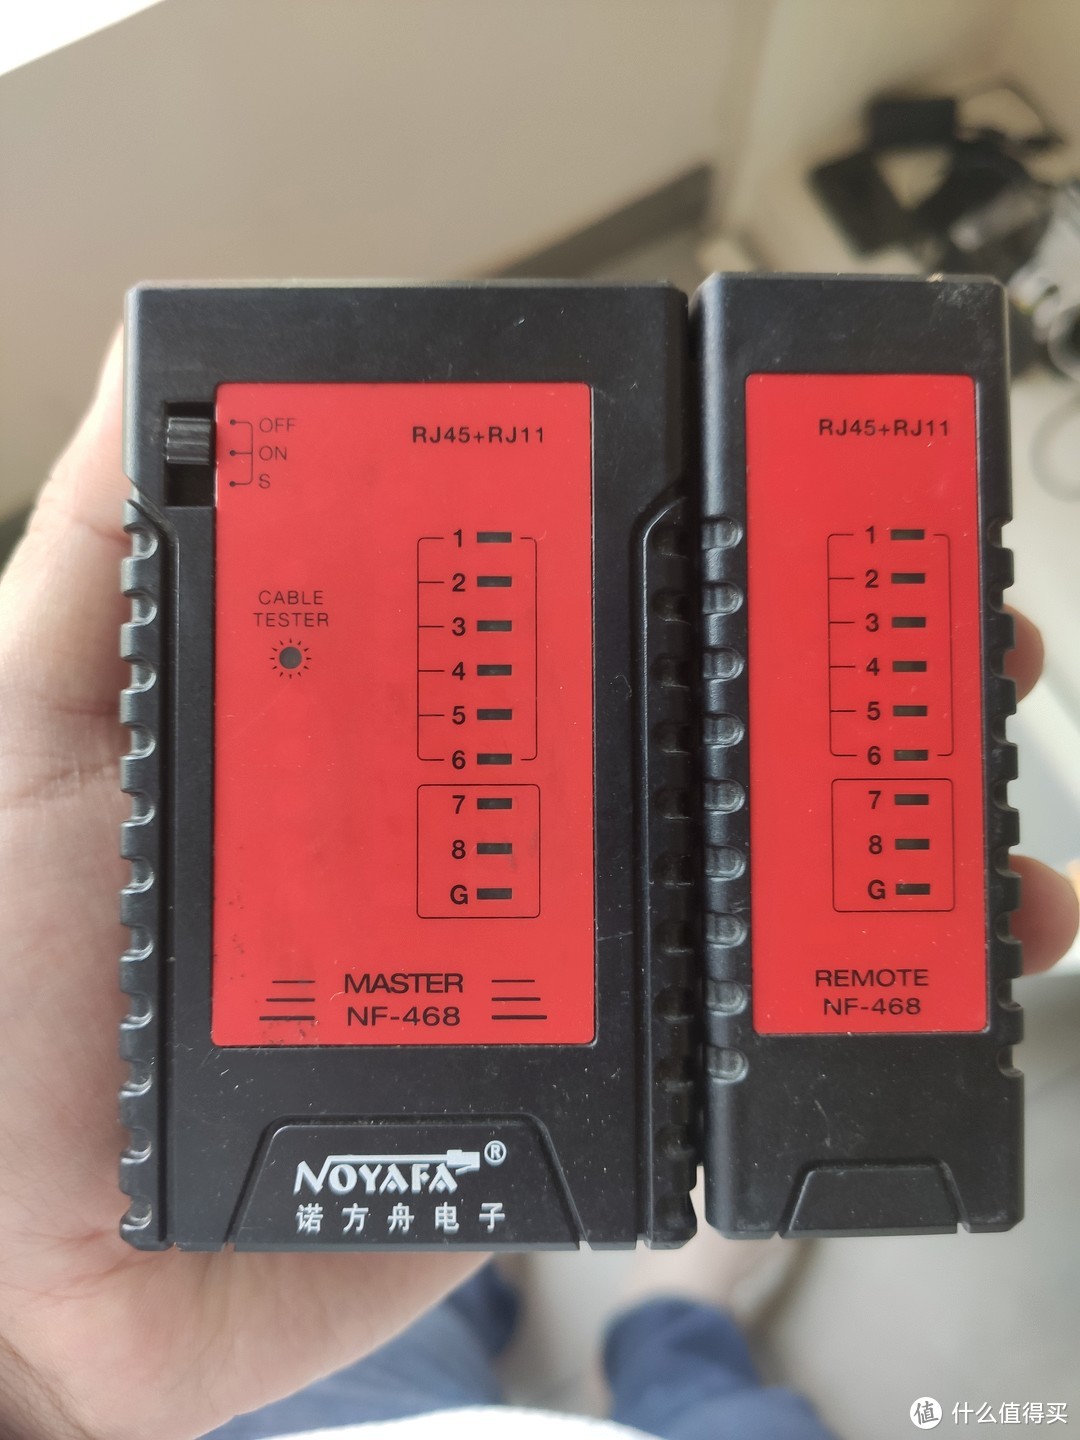 OFF
ON
S
RJ45+RJ11
CABLE
TESTER
1
2
3
4
5
6
7
8
G
MASTER
NF-468
NOYAFA®
诺方舟电子
RJ45+RJ11
1
2
3
4
5
6
7
8
G
REMOTE
NF-468
值 什么值得买